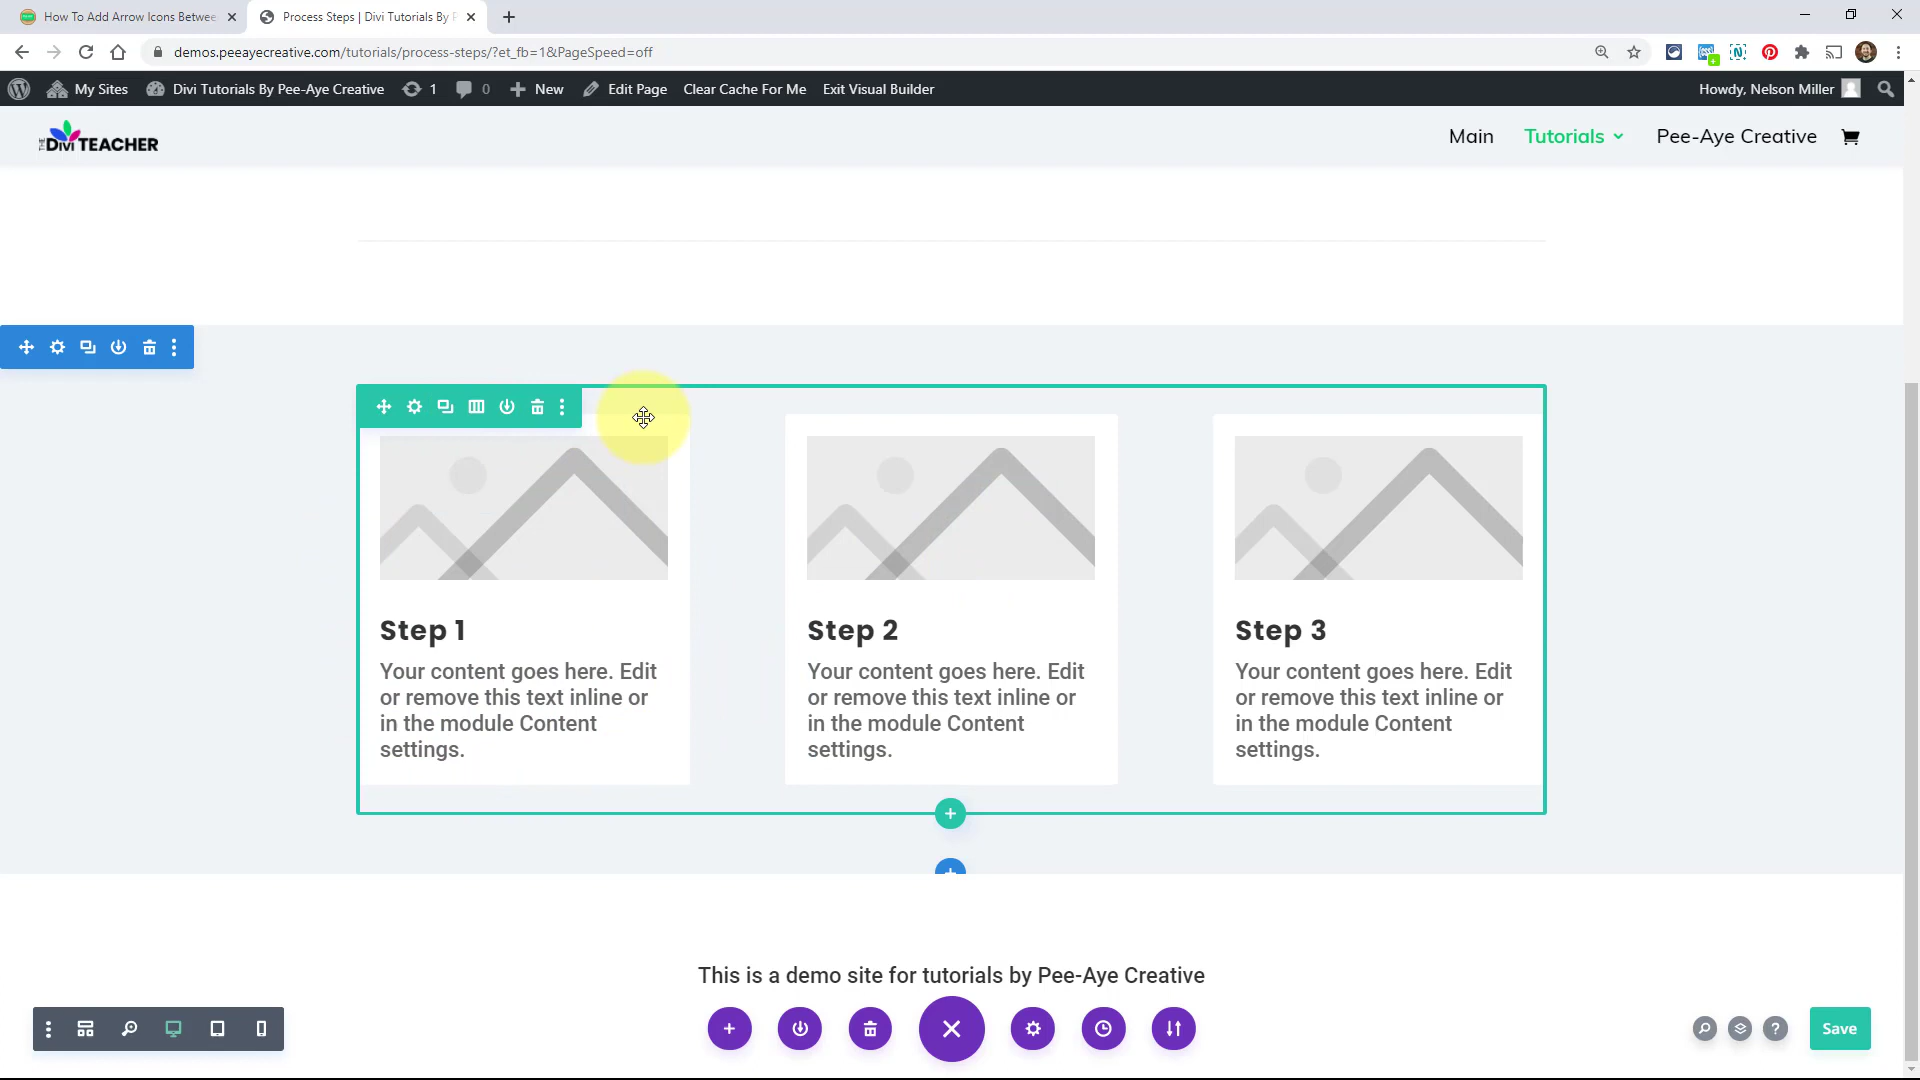 How To Add Arrow Icons Betwee
Process Steps | Divi Tutorials By P
demos.peeayecreative.com/tutorials/process-steps/?et_fb=1&PageSpeed=off
My Sites
Divi Tutorials By Pee-Aye Creative
1
0
New
Edit Page
Clear Cache For Me
Exit Visual Builder
Howdy, Nelson Miller
THE DIVI TEACHER
Main
Tutorials
Pee-Aye Creative
Step 1
Your content goes here. Edit
or remove this text inline or
in the module Content
settings.
Step 2
Your content goes here. Edit
or remove this text inline or
in the module Content
settings.
Step 3
Your content goes here. Edit
or remove this text inline or
in the module Content
settings.
This is a demo site for tutorials by Pee-Aye Creative
Save